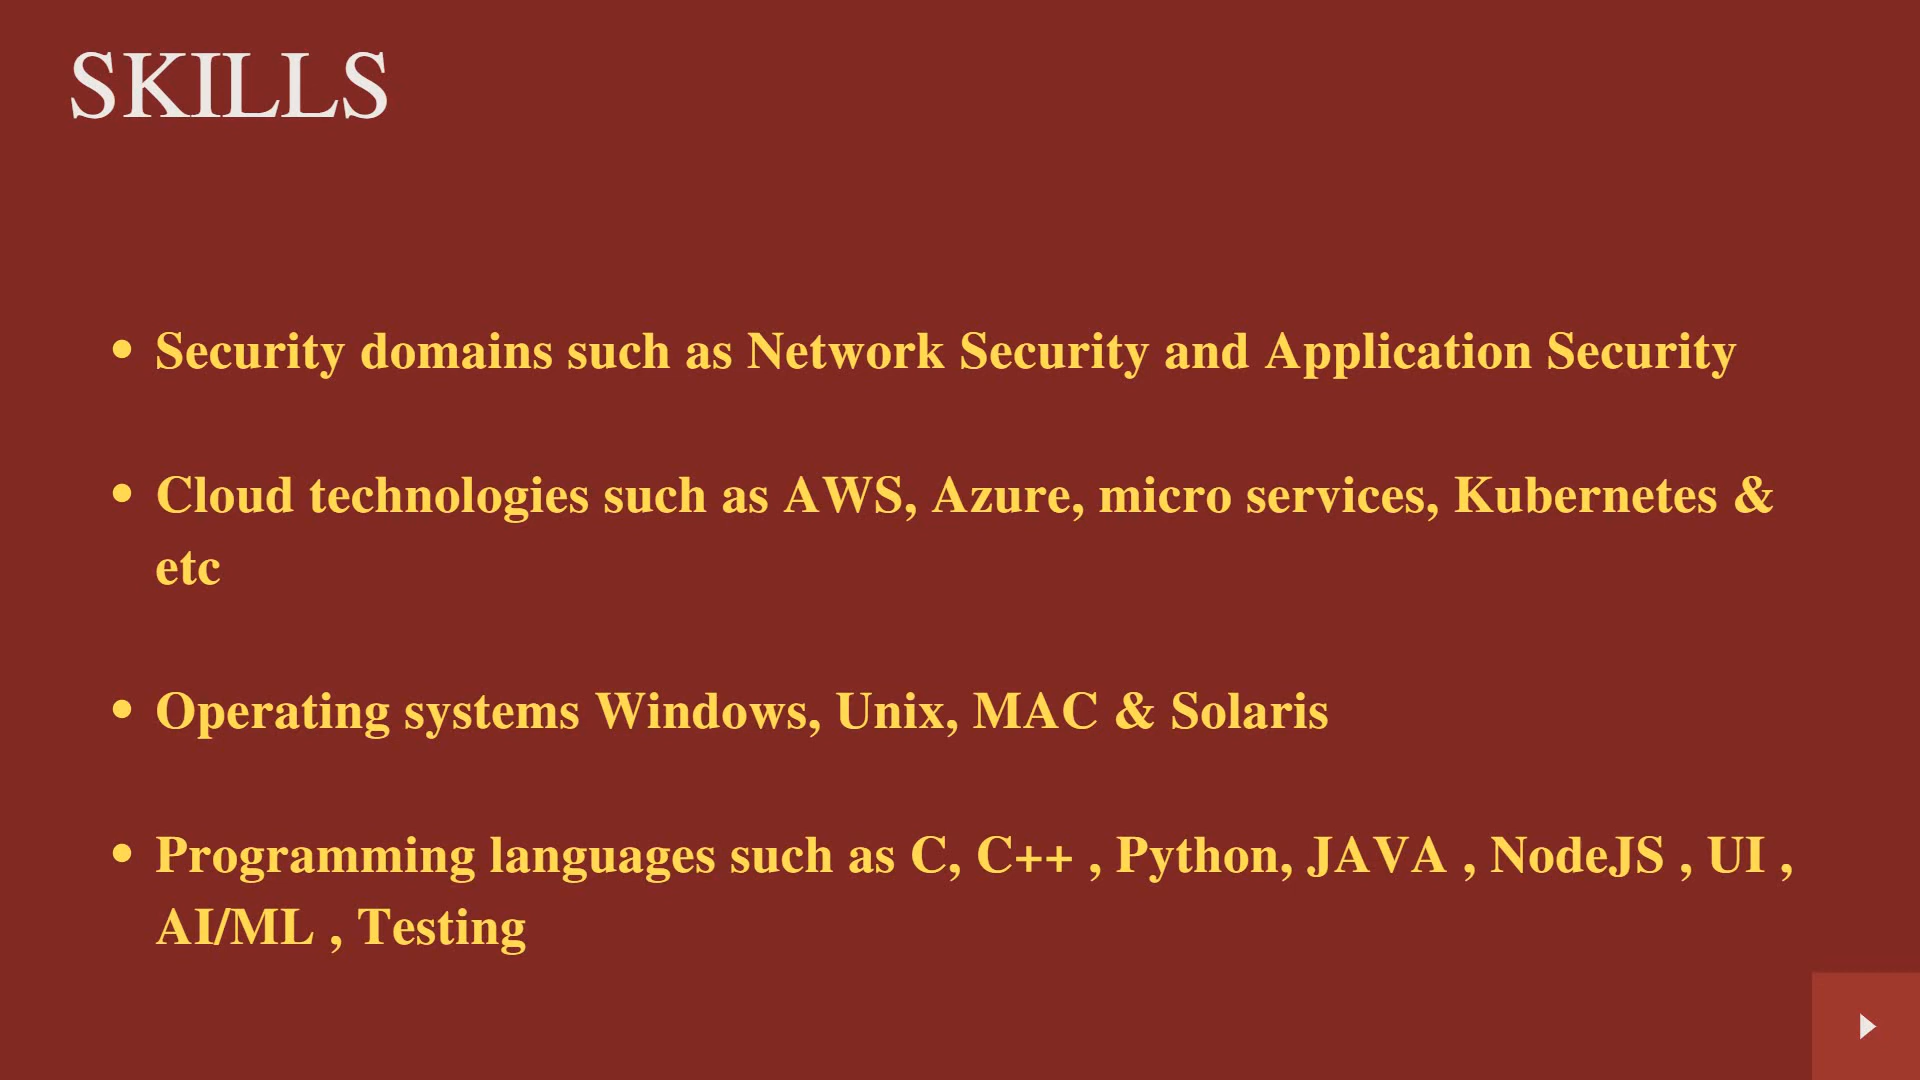 SKILLS
• Security domains such as Network Security and Application Security
• Cloud technologies such as AWS, Azure, micro services, Kubernetes &
etc
• Operating systems Windows, Unix, MAC & Solaris
• Programming languages such as C, C++ , Python, JAVA , NodeJS , UI ,
AI/ML , Testing